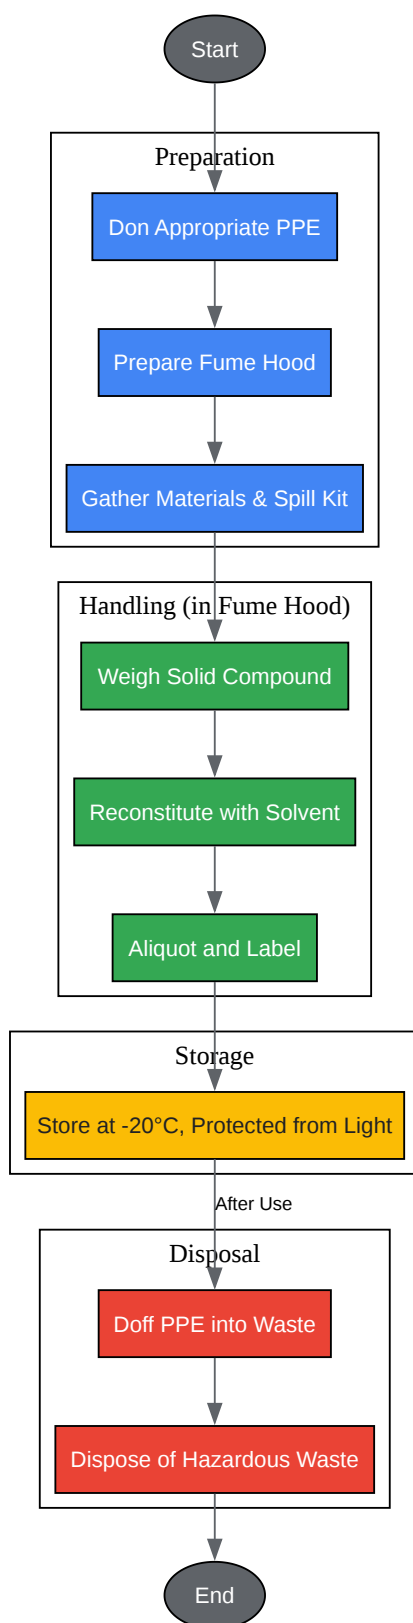 Start
Preparation
Don Appropriate PPE
Prepare Fume Hood
Gather Materials & Spill Kit
Handling (in Fume Hood)
Weigh Solid Compound
Reconstitute with Solvent
Aliquot and Label
Storage
Store at -20°C, Protected from Light
After Use
Disposal
Doff PPE into Waste
Dispose of Hazardous Waste
End